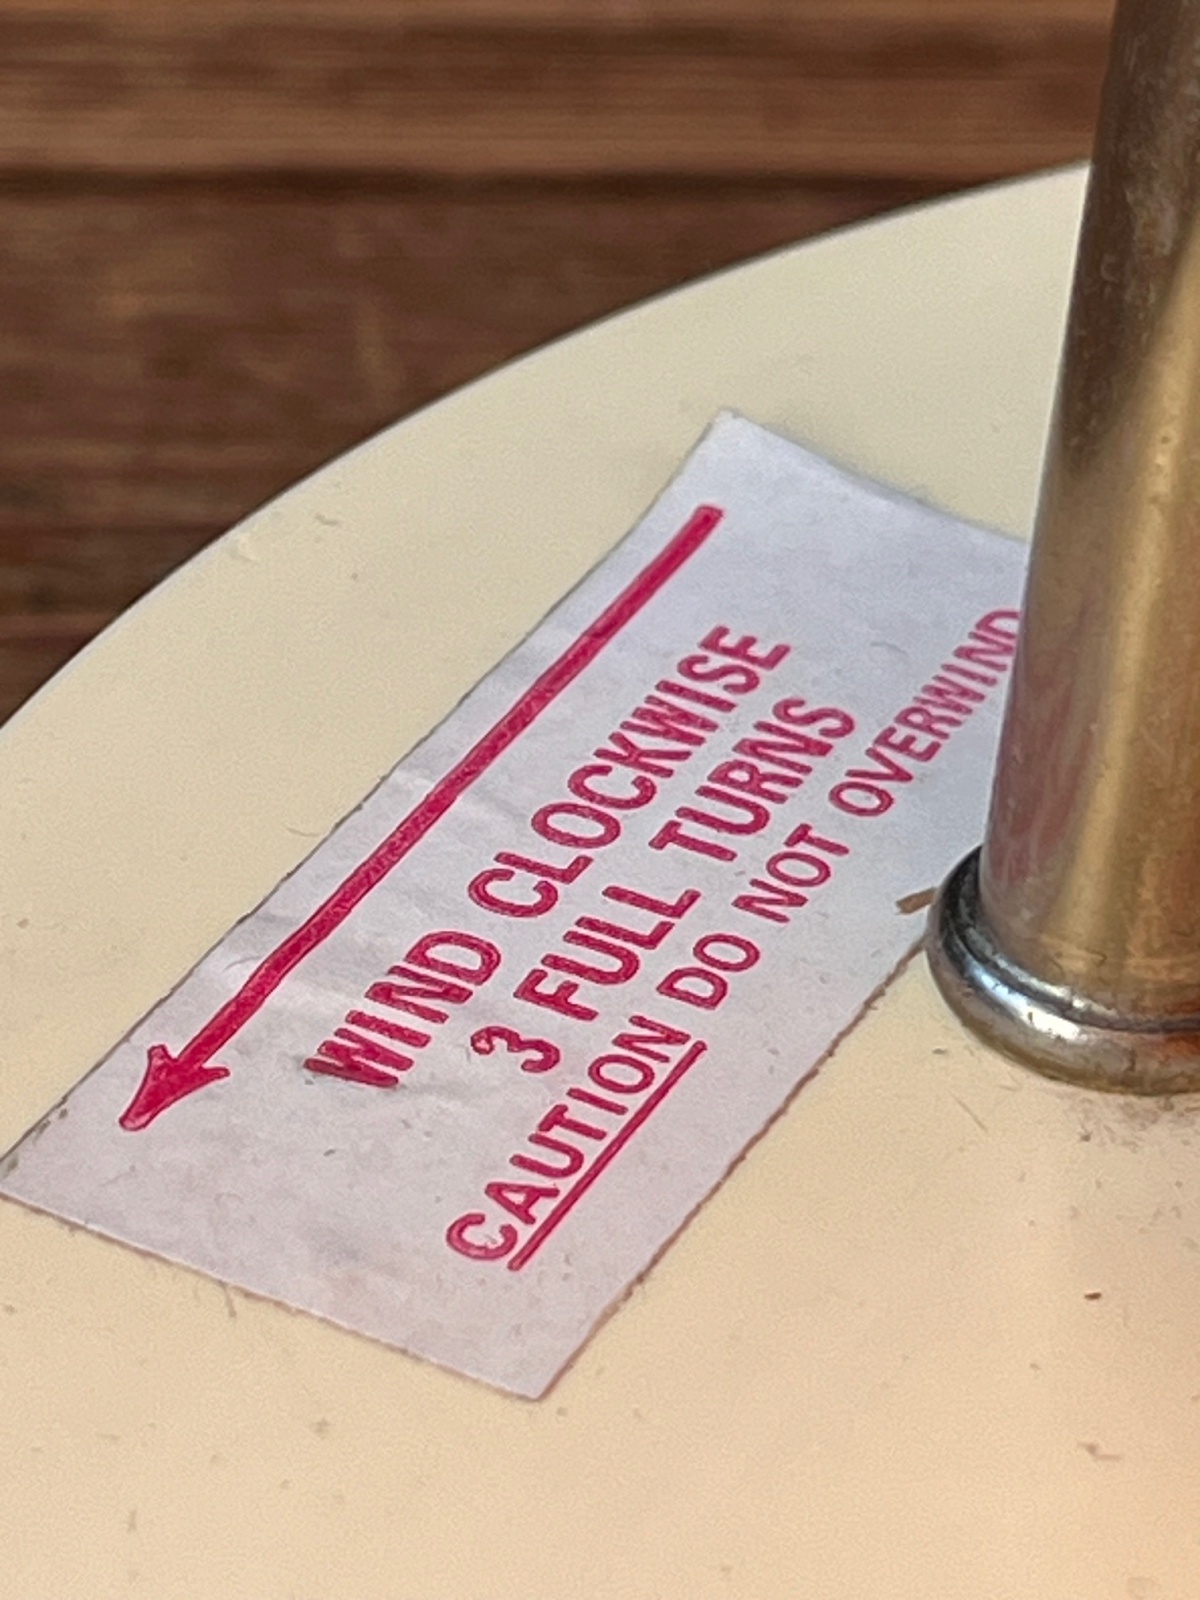 WIND CLOCKWISE
3 FULL TURNS
CAUTION DO NOT OVERWIND